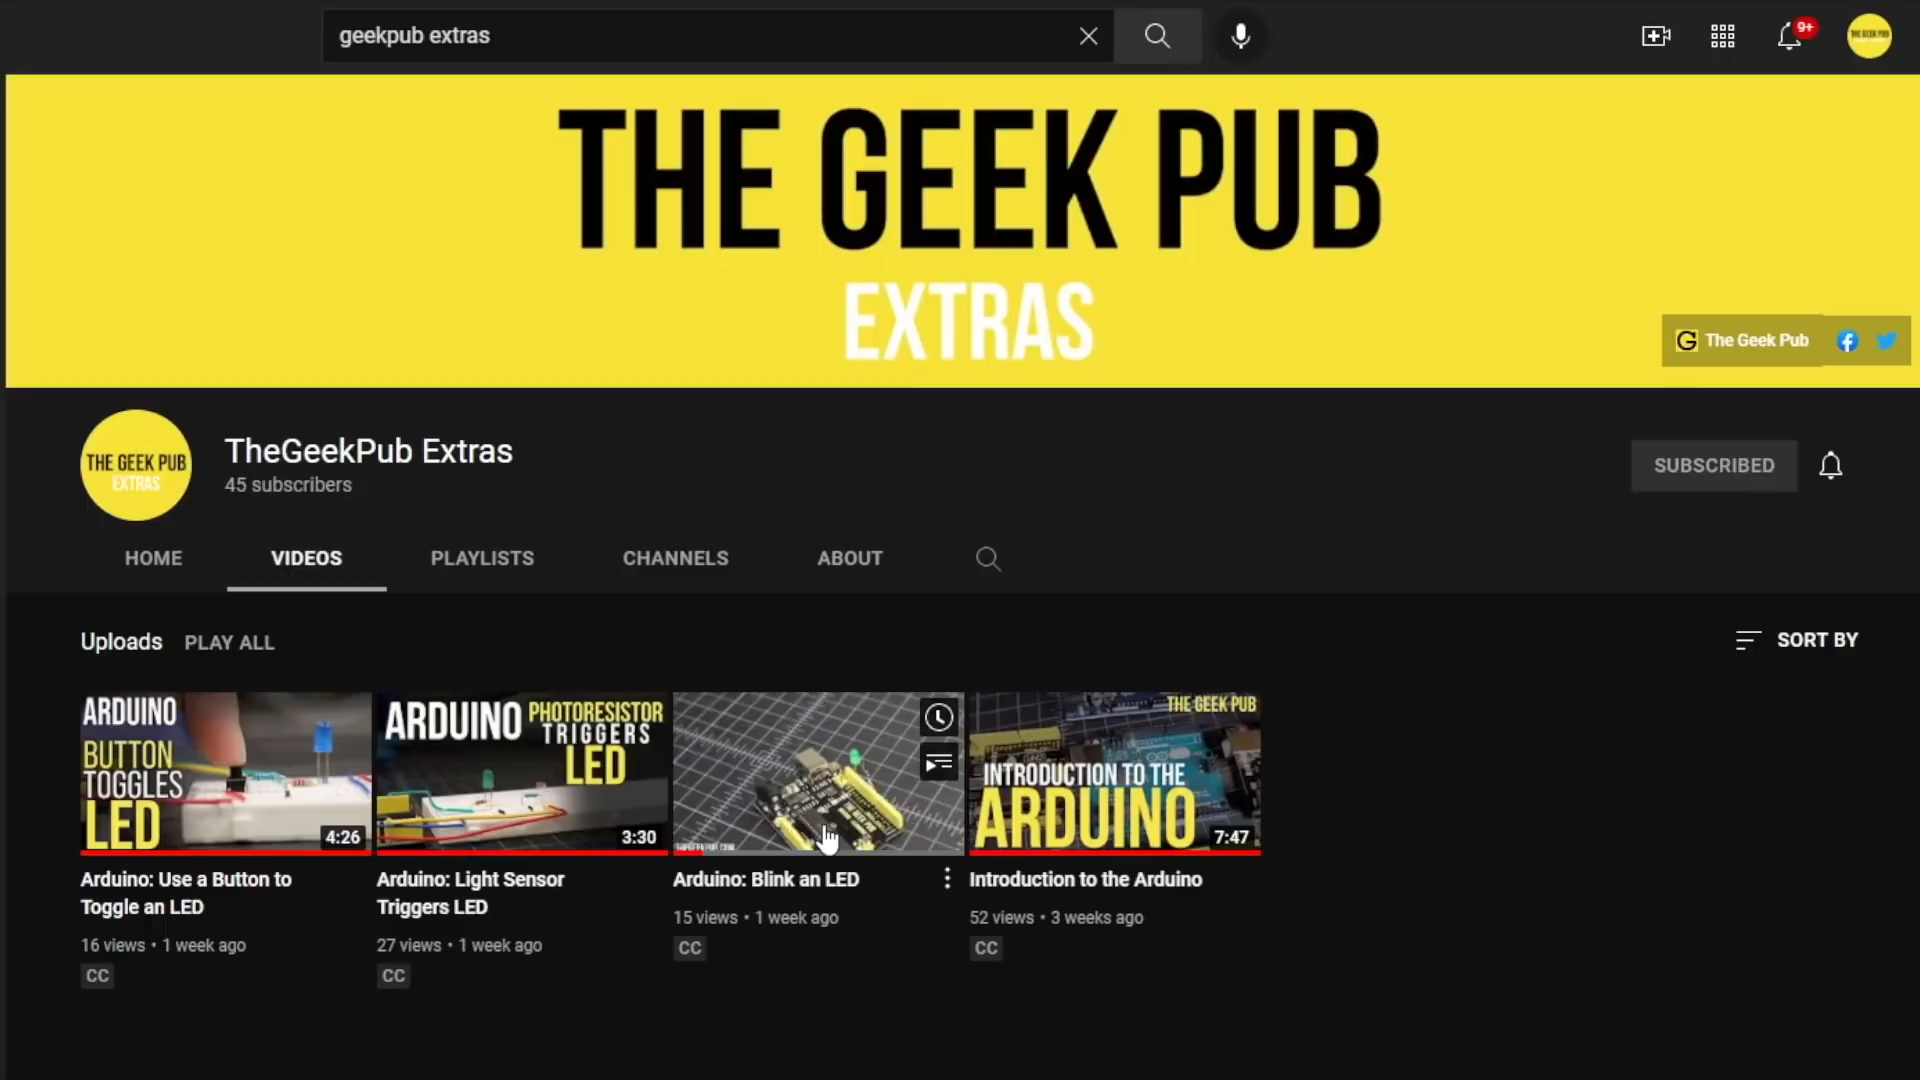 geekpub extras
9+
THE GEEK PUB
THE GEEK PUB
EXTRAS
The Geek Pub
THE GEEK PUB
EXTRAS
TheGeekPub Extras
45 subscribers
SUBSCRIBED
HOME
VIDEOS
PLAYLISTS
CHANNELS
ABOUT
Uploads
PLAY ALL
SORT BY
ARDUINO
BUTTON
TOGGLES
LED
4:26
ARDUINO
PHOTORESISTOR
TRIGGERS
LED
3:30
THE GEEK PUB
INTRODUCTION TO THE
ARDUINO
7:47
Arduino: Use a Button to
Toggle an LED
16 views • 1 week ago
CC
Arduino: Light Sensor
Triggers LED
27 views • 1 week ago
CC
Arduino: Blink an LED
15 views • 1 week ago
CC
Introduction to the Arduino
52 views • 3 weeks ago
CC